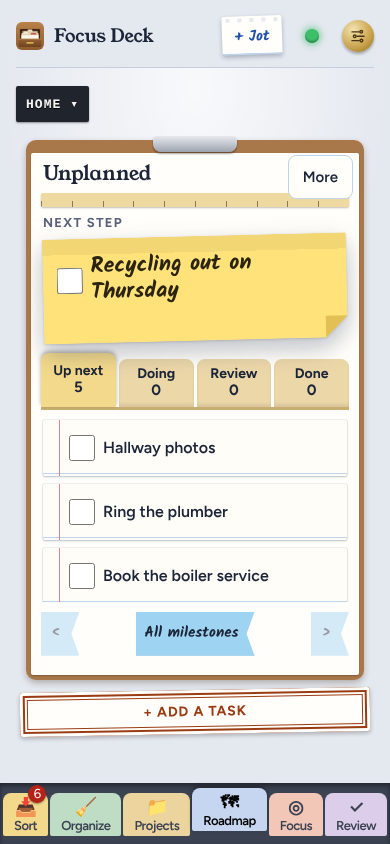 Focus Deck
+ Jot
HOME ▾
Unplanned
More
NEXT STEP
Recycling out on
Thursday
Up next
5
Doing
0
Review
0
Done
0
Hallway photos
Ring the plumber
Book the boiler service
<
All milestones
>
+ ADD A TASK
6
Sort
Organize
Projects
Roadmap
Focus
Review